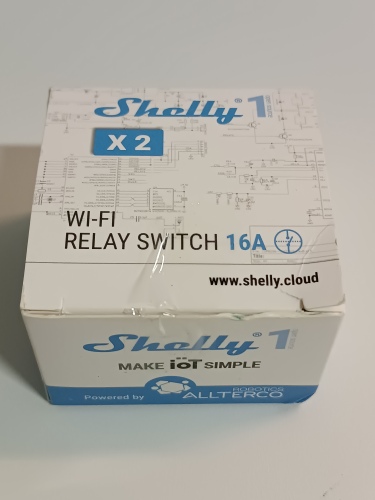 Shelly® 1
X 2
WI-FI
RELAY SWITCH 16A
www.shelly.cloud
Shelly® 1
MAKE IOT SIMPLE
Powered by ROBOTICS
ALLTERCO